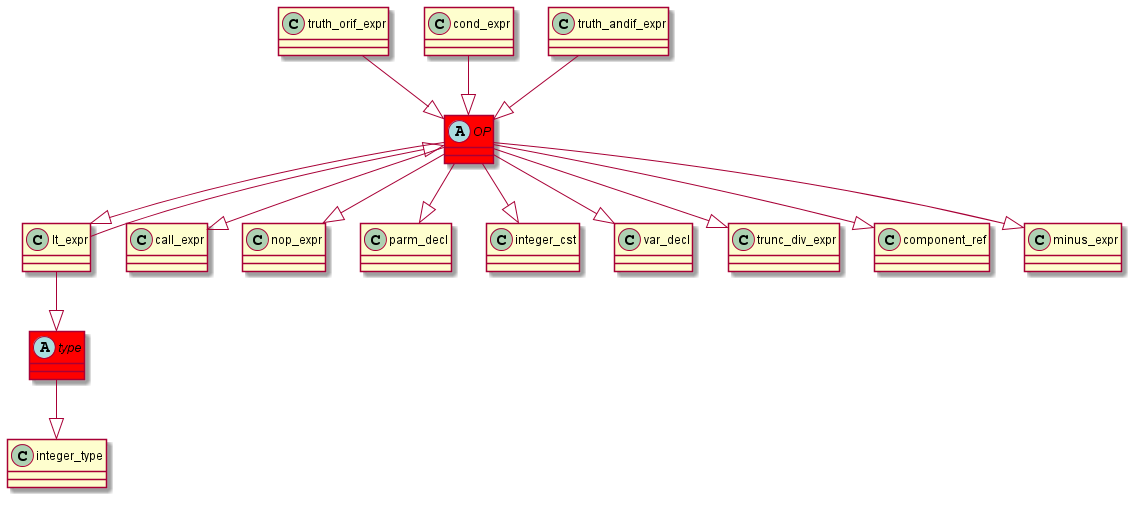 C truth_orif_expr
C cond_expr
C truth_andif_expr
A OP
C lt_expr
C call_expr
C nop_expr
C parm_decl
C integer_cst
C var_decl
C trunc_div_expr
C component_ref
C minus_expr
A type
C integer_type